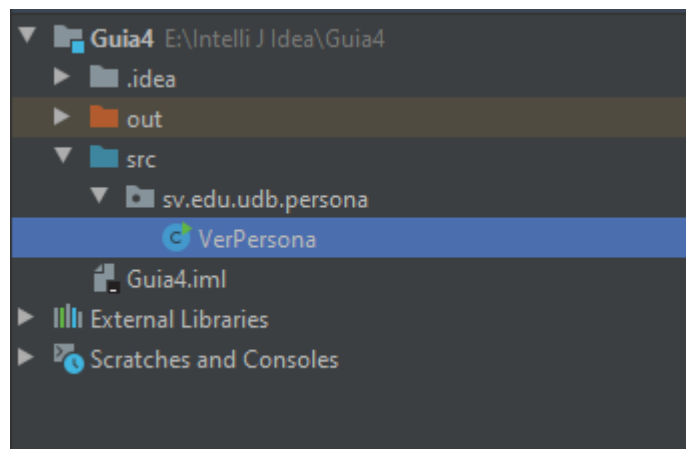 Guia4 E:\Intelli J Idea\Guia4
.idea
out
src
sv.edu.udb.persona
VerPersona
Guia4.iml
External Libraries
Scratches and Consoles